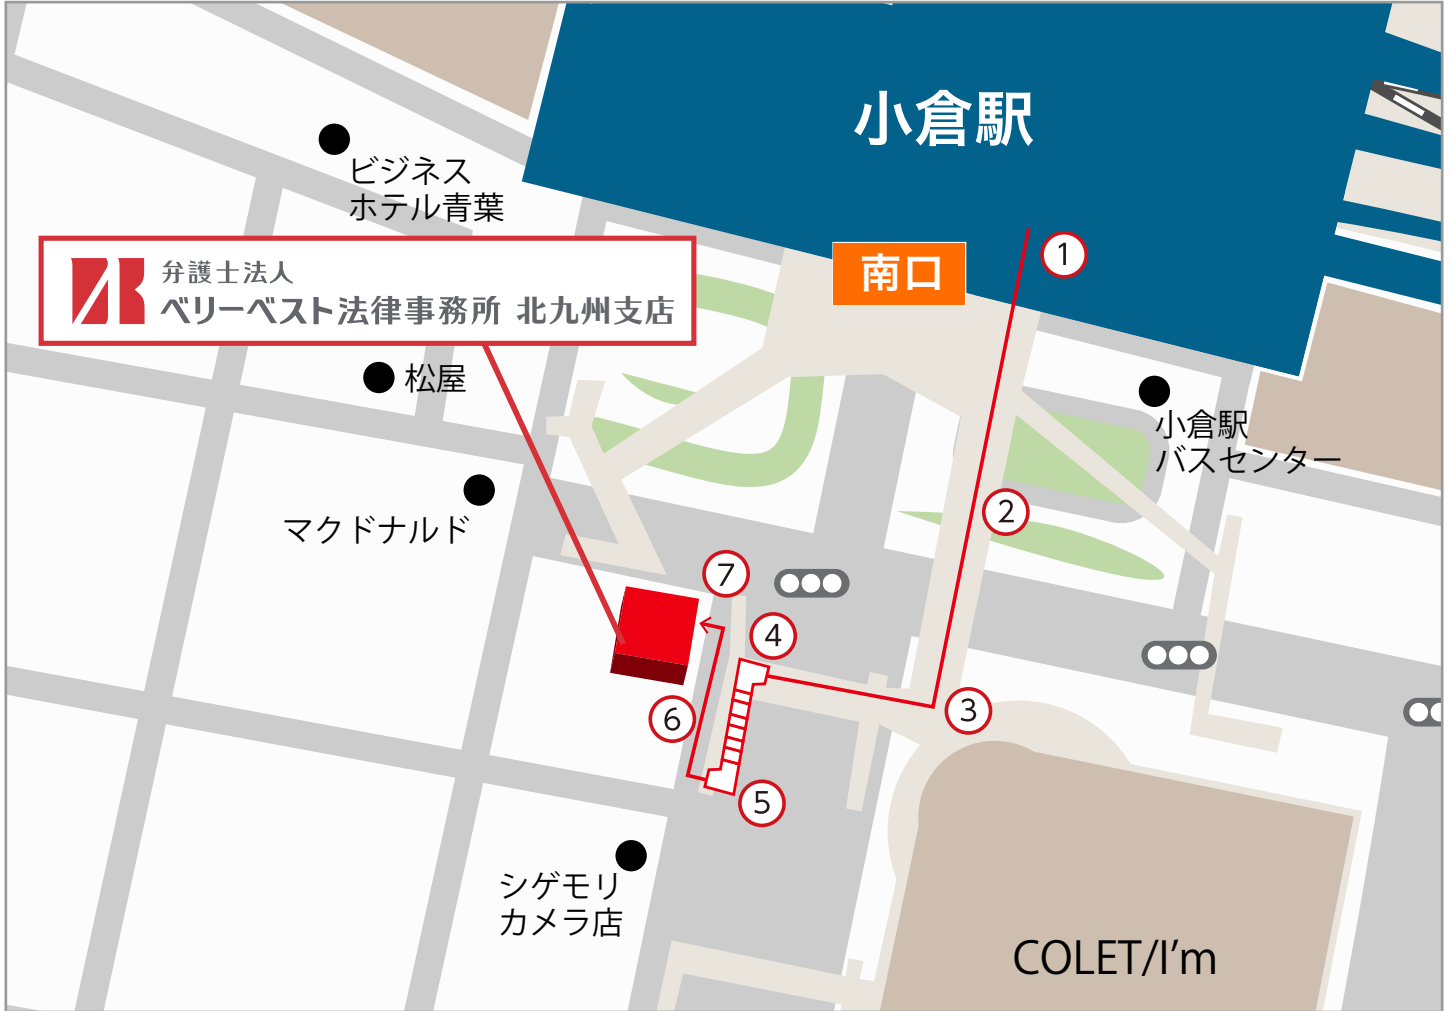 小倉駅
ビジネス
ホテル青葉
南口
①
弁護士法人
ベリーベスト法律事務所 北九州支店
松屋
小倉駅
バスセンター
マクドナルド
②
⑦
④
⑥
③
⑤
シゲモリ
カメラ店
COLET/I'm